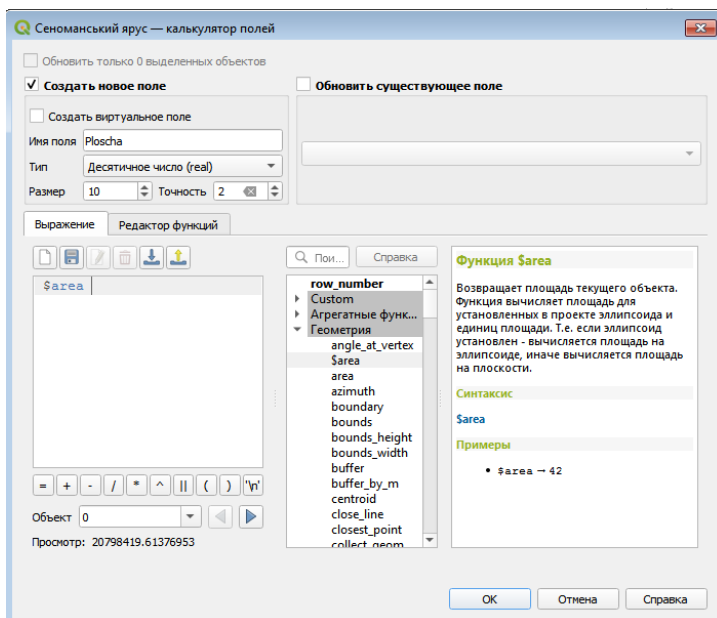 Сеноманський ярус — калькулятор полей
Обновить только 0 выделенных объектов
Создать новое поле
Обновить существующее поле
Создать виртуальное поле
Имя поля Ploscha
Тип Десятичное число (real)
Размер 10 Точность 2
Выражение Редактор функций
$area
Пои... Справка
row_number
Custom
Агрегатные функ...
Геометрия
angle_at_vertex
$area
area
azimuth
boundary
bounds
bounds_height
bounds_width
buffer
buffer_by_m
centroid
close_line
closest_point
collect_geom
Функция $area
Возвращает площадь текущего объекта.
Функция вычисляет площадь для
установленных в проекте эллипсоида и
единиц площади. Т.е. если эллипсоид
установлен - вычисляется площадь на
эллипсоиде, иначе вычисляется площадь
на плоскости.
Синтаксис
$area
Примеры
• $area → 42
= + - / * ^ || ( ) '\n'
Объект 0
Просмотр: 20798419.61376953
OK Отмена Справка